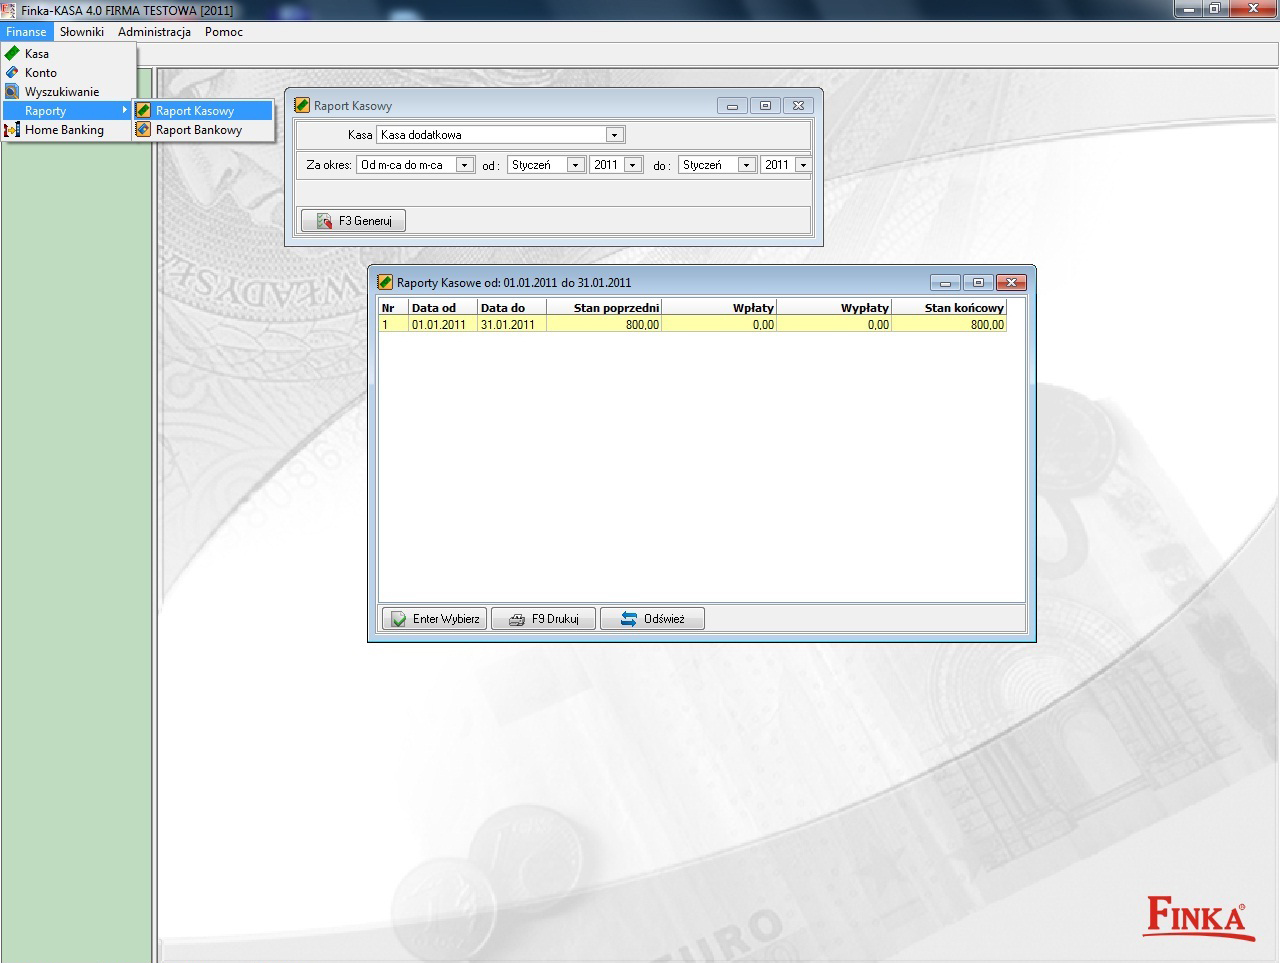 Finka-KASA 4.0 FIRMA TESTOWA [2011]
Finanse Słowniki Administracja Pomoc
Kasa
Konto
Wyszukiwanie
Raporty
Home Banking
Raport Kasowy
Raport Bankowy
Raport Kasowy
Kasa Kasa dodatkowa
Za okres: Od m-ca do m-ca od : Styczeń 2011 do : Styczeń 2011
F3 Generuj
Raporty Kasowe od: 01.01.2011 do 31.01.2011
Nr Data od Data do Stan poprzedni Wpłaty Wypłaty Stan końcowy
1 01.01.2011 31.01.2011 800,00 0,00 0,00 800,00
Enter Wybierz F9 Drukuj Odśwież
WŁADYSŁ
EURO
FINKA®